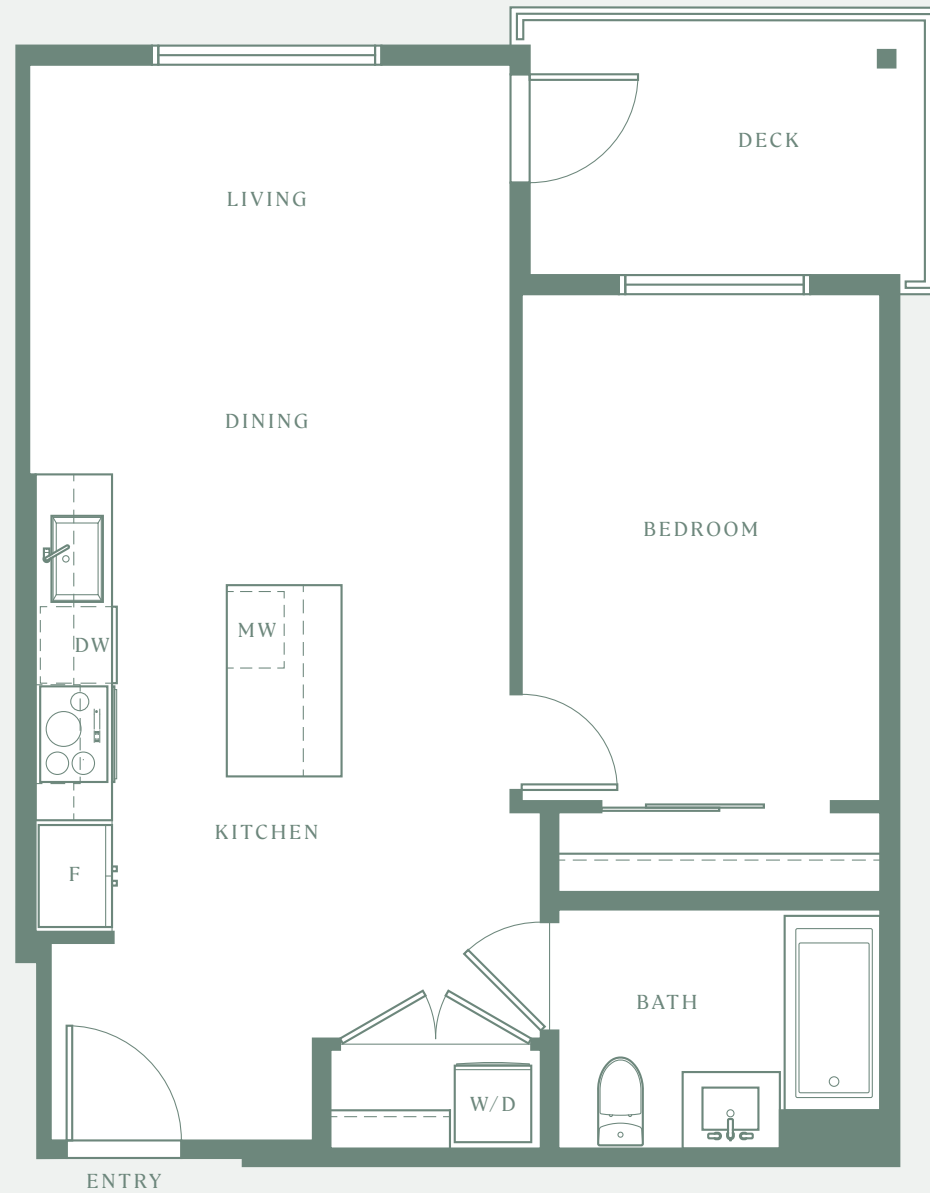 DECK
LIVING
DINING
BEDROOM
MW
DW
KITCHEN
F
BATH
W/D
ENTRY